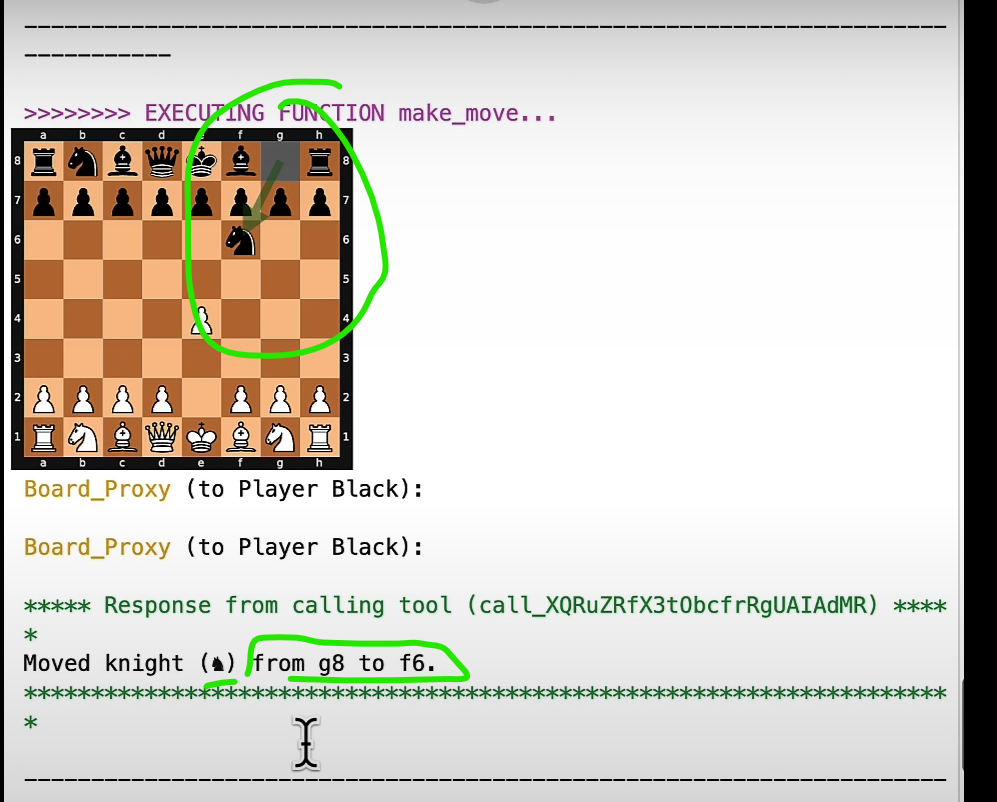 --------------------------------------------------------------------
-----------
>>>>>>>> EXECUTING FUNCTION make_move...
a b c d e f g h
8 8
7 7
6 6
5 5
4 4
3 3
2 2
1 1
a b c d e f g h
Board_Proxy (to Player Black):
Board_Proxy (to Player Black):
***** Response from calling tool (call_XQRuZRfX3tObcfrRgUAIAdMR) ****
*
Moved knight (♞) from g8 to f6.
*********************************************************************
*
---------------------------------------------------------------------